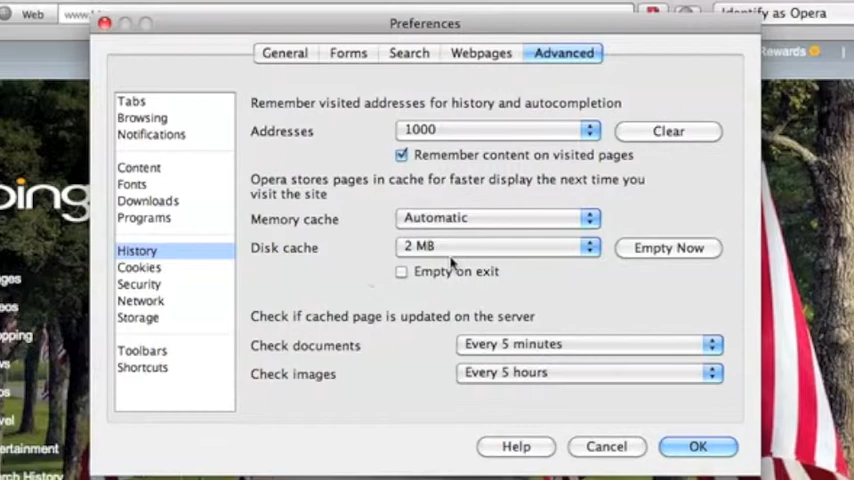 Web
www.
Identify as Opera
Preferences
Rewards
General Forms Search Webpages Advanced
Tabs
Browsing
Notifications
Content
Fonts
Downloads
Programs
History
Cookies
Security
Network
Storage
Toolbars
Shortcuts
Remember visited addresses for history and autocompletion
Addresses 1000 Clear
Remember content on visited pages
Opera stores pages in cache for faster display the next time you
visit the site
Memory cache Automatic
Disk cache 2 MB Empty Now
Empty on exit
Check if cached page is updated on the server
Check documents Every 5 minutes
Check images Every 5 hours
Help Cancel OK